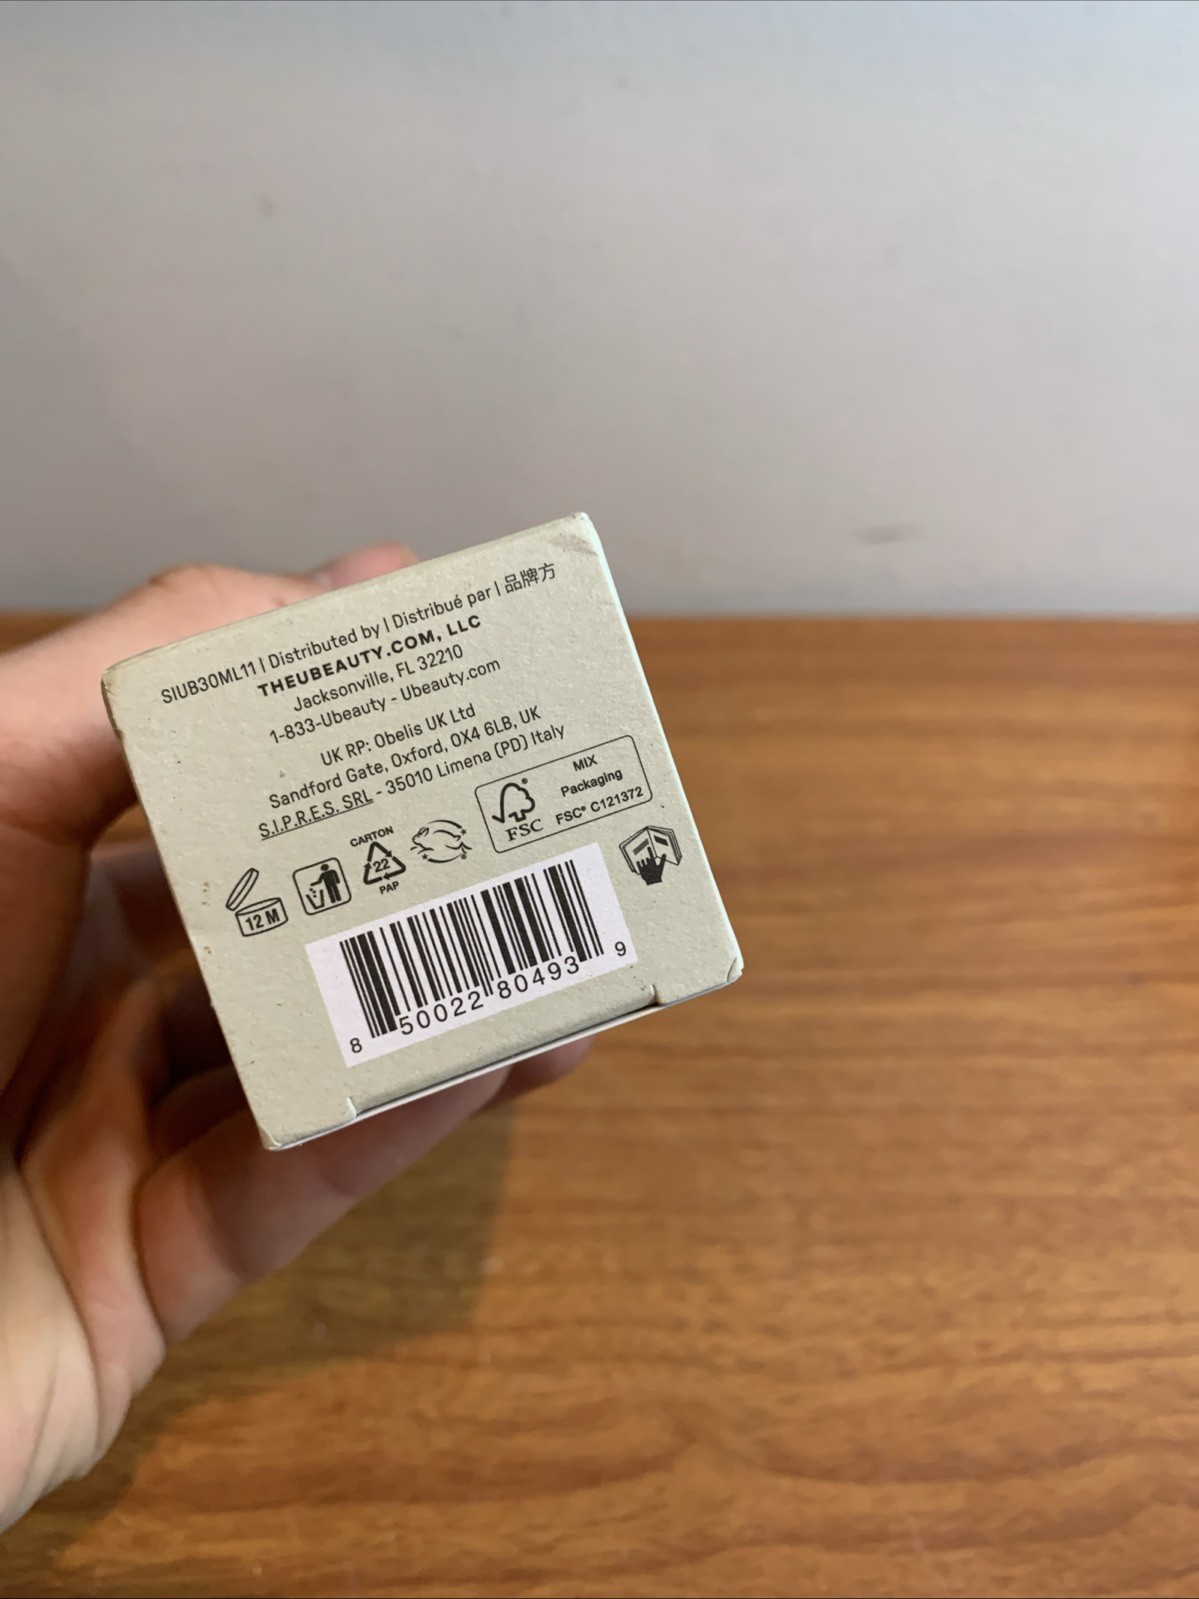 SIUB30ML11 | Distributed by | Distribué par | 品牌方
THEUBEAUTY.COM, LLC
Jacksonville, FL 32210
1-833-Ubeauty - Ubeauty.com
UK RP: Obelis UK Ltd
Sandford Gate, Oxford, OX4 6LB, UK
S.I.P.R.E.S. SRL - 35010 Limena (PD) Italy
MIX
Packaging
FSC® C121372
FSC
CARTON
22
PAP
12 M
8 50022 80493 9